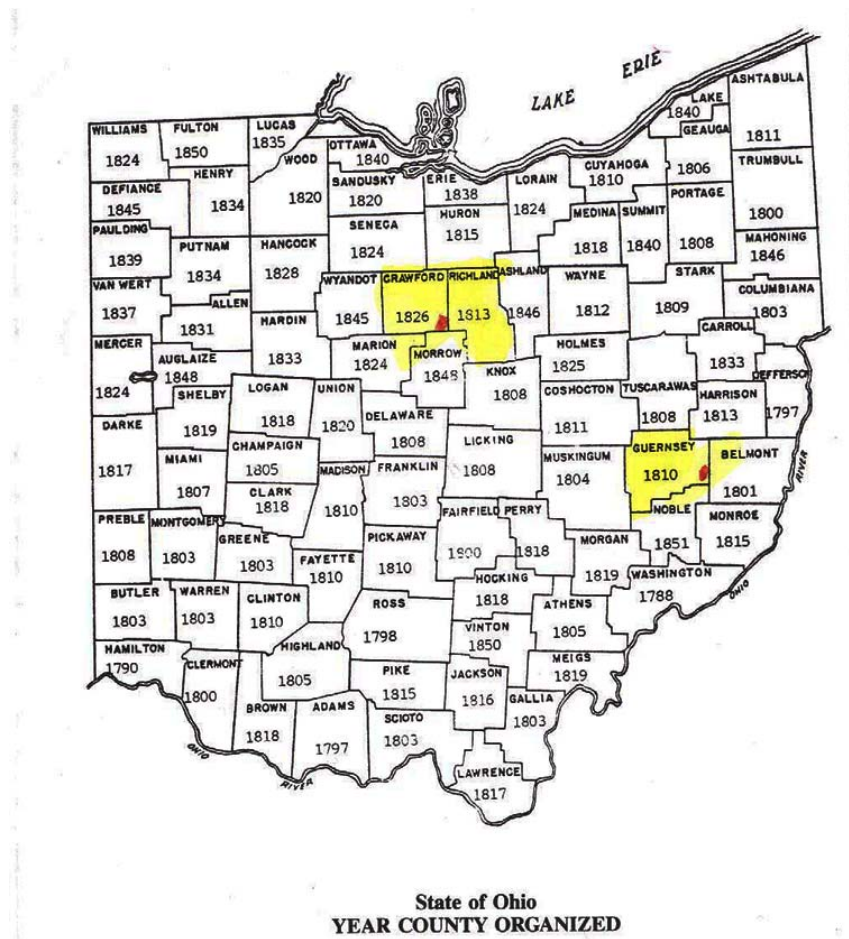 LAKE ERIE
ASHTABULA
1811
LAKE
1840
GEAUGA
1806
WILLIAMS
1824
FULTON
1850
LUCAS
1835
OTTAWA
1840
WOOD
1820
HENRY
1834
DEFIANCE
1845
SANDUSKY
1820
ERIE
1838
LORAIN
1824
CUYAHOGA
1810
TRUMBULL
1800
PORTAGE
1808
PAULDING
1839
PUTNAM
1834
HANCOCK
1828
SENECA
1824
HURON
1815
MEDINA
1818
SUMMIT
1840
MAHONING
1846
VAN WERT
1837
ALLEN
1831
WYANDOT
1845
CRAWFORD
1826
RICHLAND
1813
ASHLAND
1846
WAYNE
1812
STARK
1809
COLUMBIANA
1803
MERCER
1824
AUGLAIZE
1848
HARDIN
1833
MARION
1824
MORROW
1848
KNOX
1808
HOLMES
1825
CARROLL
1833
JEFFERSON
1797
SHELBY
1819
LOGAN
1818
UNION
1820
DELAWARE
1808
COSHOCTON
1811
TUSCARAWAS
1808
HARRISON
1813
DARKE
1817
MIAMI
1807
CHAMPAIGN
1805
CLARK
1818
MADISON
1810
FRANKLIN
1803
LICKING
1808
MUSKINGUM
1804
GUERNSEY
1810
BELMONT
1801
RIVER
PREBLE
1808
MONTGOMERY
1803
GREENE
1803
FAYETTE
1810
PICKAWAY
1810
FAIRFIELD
PERRY
1818
MORGAN
1819
NOBLE
1851
MONROE
1815
BUTLER
1803
WARREN
1803
CLINTON
1810
ROSS
1798
HOCKING
1818
ATHENS
1805
WASHINGTON
1788
OHIO
HAMILTON
1790
CLERMONT
1800
HIGHLAND
1805
PIKE
1815
VINTON
1850
JACKSON
1816
MEIGS
1819
GALLIA
1803
BROWN
1818
ADAMS
1797
SCIOTO
1803
LAWRENCE
1817
OHIO
RIVER
State of Ohio
YEAR COUNTY ORGANIZED